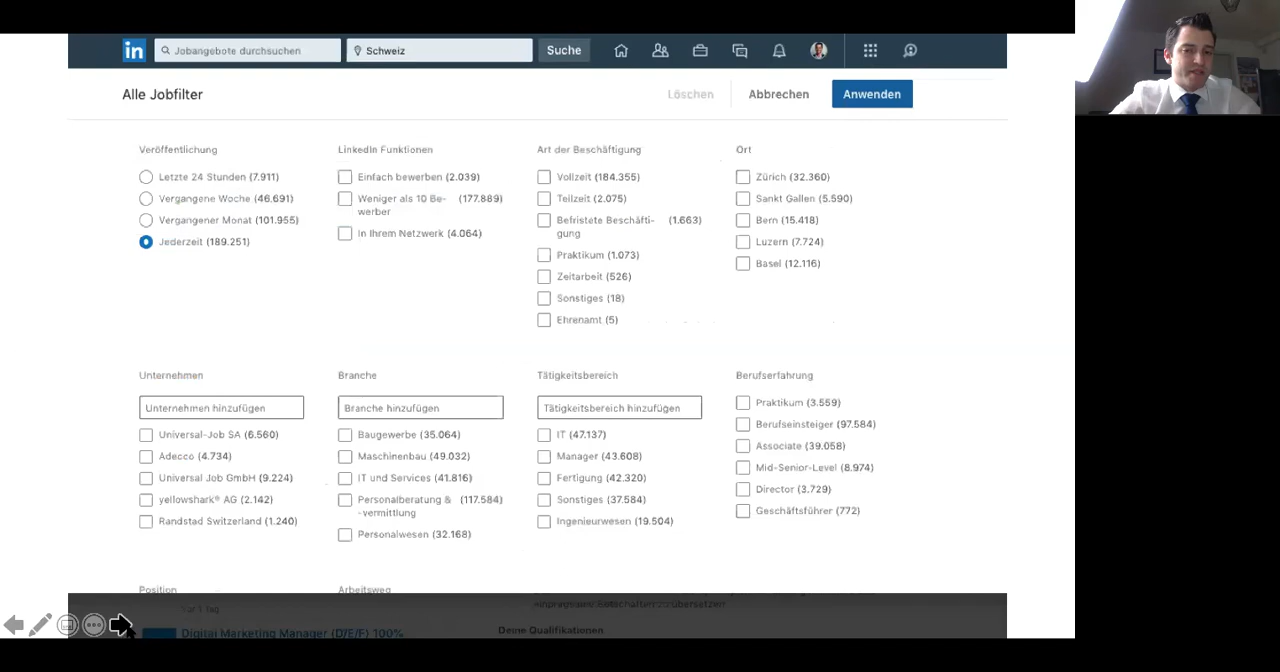 in Jobangebote durchsuchen Schweiz Suche
Alle Jobfilter Löschen Abbrechen Anwenden
Veröffentlichung
Letzte 24 Stunden (7.911)
Vergangene Woche (46.691)
Vergangener Monat (101.955)
Jederzeit (189.251)
LinkedIn Funktionen
Einfach bewerben (2.039)
Weniger als 10 Be- (177.889)
werber
In Ihrem Netzwerk (4.064)
Art der Beschäftigung
Vollzeit (184.355)
Teilzeit (2.075)
Befristete Beschäfti- (1.663)
gung
Praktikum (1.073)
Zeitarbeit (526)
Sonstiges (18)
Ehrenamt (5)
Ort
Zürich (32.360)
Sankt Gallen (5.590)
Bern (15.418)
Luzern (7.724)
Basel (12.116)
Unternehmen
Unternehmen hinzufügen
Universal-Job SA (6.560)
Adecco (4.734)
Universal Job GmbH (9.224)
yellowshark® AG (2.142)
Randstad Switzerland (1.240)
Branche
Branche hinzufügen
Baugewerbe (35.064)
Maschinenbau (49.032)
IT und Services (41.816)
Personalberatung & (117.584)
-vermittlung
Personalwesen (32.168)
Tätigkeitsbereich
Tätigkeitsbereich hinzufügen
IT (47.137)
Manager (43.608)
Fertigung (42.320)
Sonstiges (37.584)
Ingenieurwesen (19.504)
Berufserfahrung
Praktikum (3.559)
Berufseinsteiger (97.584)
Associate (39.058)
Mid-Senior-Level (8.974)
Director (3.729)
Geschäftsführer (772)
Position
Arbeitsweg
vor 1 Tag
Digital Marketing Manager (D/E/F) 100%
Deine Qualifikationen